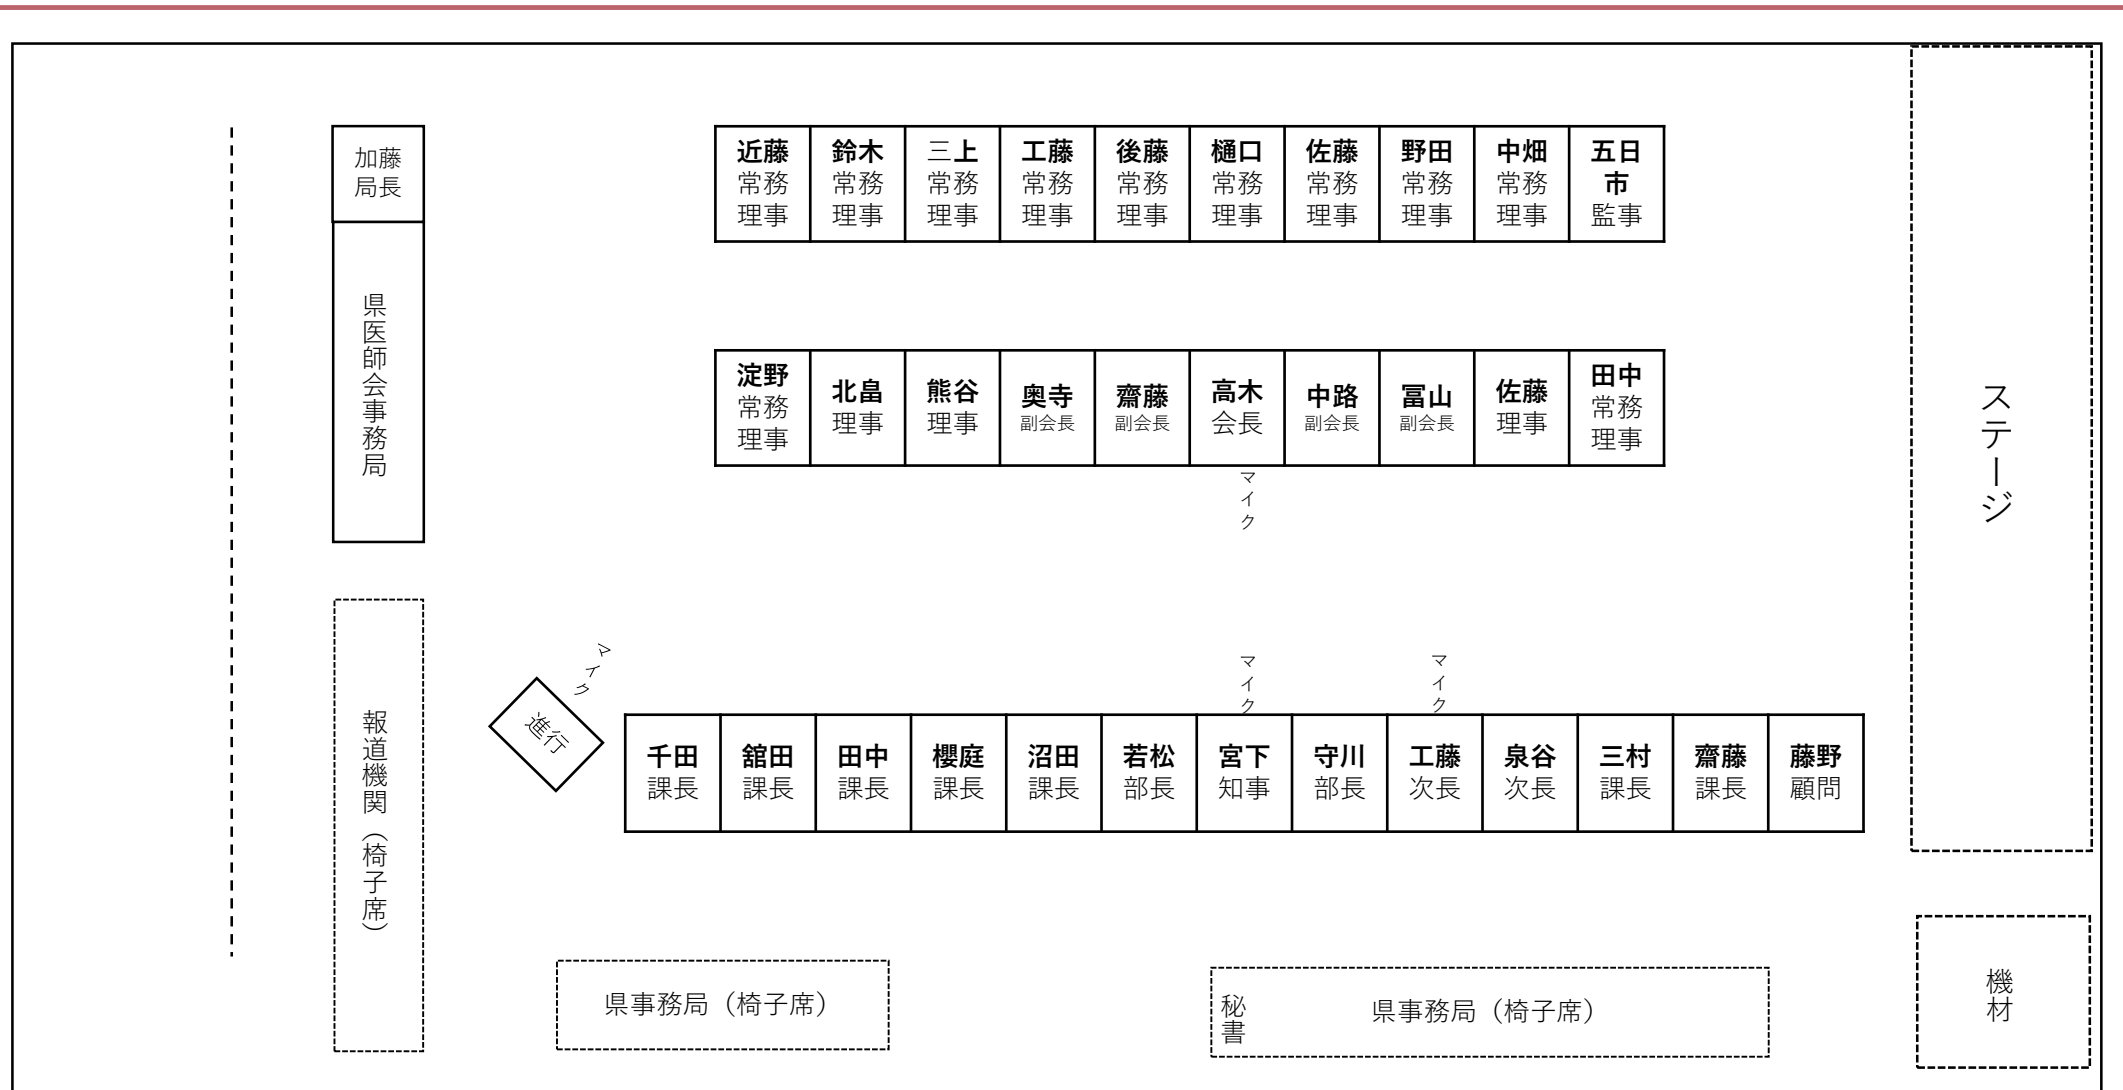 加藤
局長
県医師会事務局
近藤
常務
理事
鈴木
常務
理事
三上
常務
理事
工藤
常務
理事
後藤
常務
理事
樋口
常務
理事
佐藤
常務
理事
野田
常務
理事
中畑
常務
理事
五日
市
監事
淀野
常務
理事
北畠
理事
熊谷
理事
奥寺
副会長
齋藤
副会長
高木
会長
中路
副会長
冨山
副会長
佐藤
理事
田中
常務
理事
マイク
ステージ
報道機関（椅子席）
マイク
進行
マイク
マイク
千田
課長
舘田
課長
田中
課長
櫻庭
課長
沼田
課長
若松
部長
宮下
知事
守川
部長
工藤
次長
泉谷
次長
三村
課長
齋藤
課長
藤野
顧問
県事務局（椅子席）
秘書
県事務局（椅子席）
機材